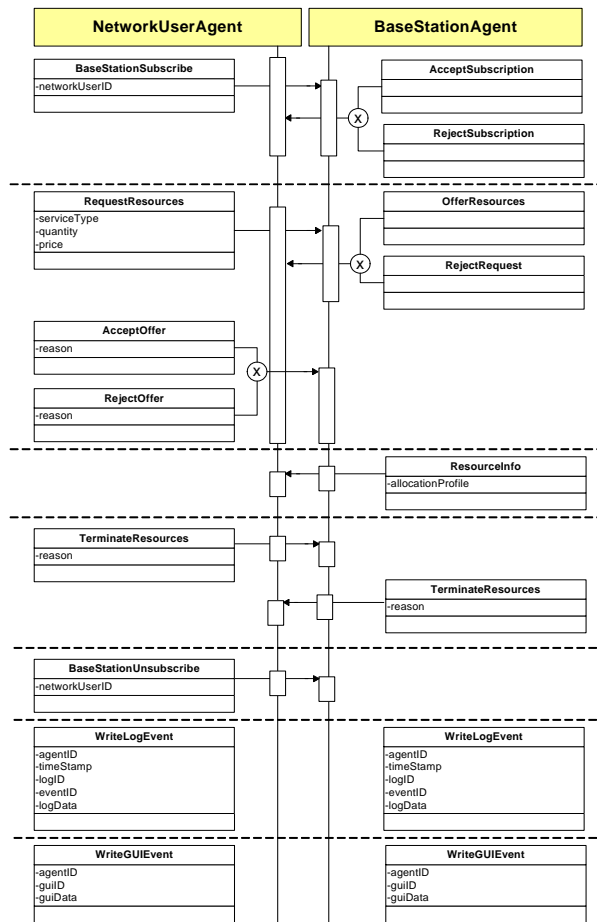 NetworkUserAgent
BaseStationAgent
BaseStationSubscribe
-networkUserID
AcceptSubscription
X
RejectSubscription
RequestResources
-serviceType
-quantity
-price
OfferResources
X
RejectRequest
AcceptOffer
-reason
X
RejectOffer
-reason
ResourceInfo
-allocationProfile
TerminateResources
-reason
TerminateResources
-reason
BaseStationUnsubscribe
-networkUserID
WriteLogEvent
-agentID
-timeStamp
-logID
-eventID
-logData
WriteLogEvent
-agentID
-timeStamp
-logID
-eventID
-logData
WriteGUIEvent
-agentID
-guiID
-guiData
WriteGUIEvent
-agentID
-guiID
-guiData